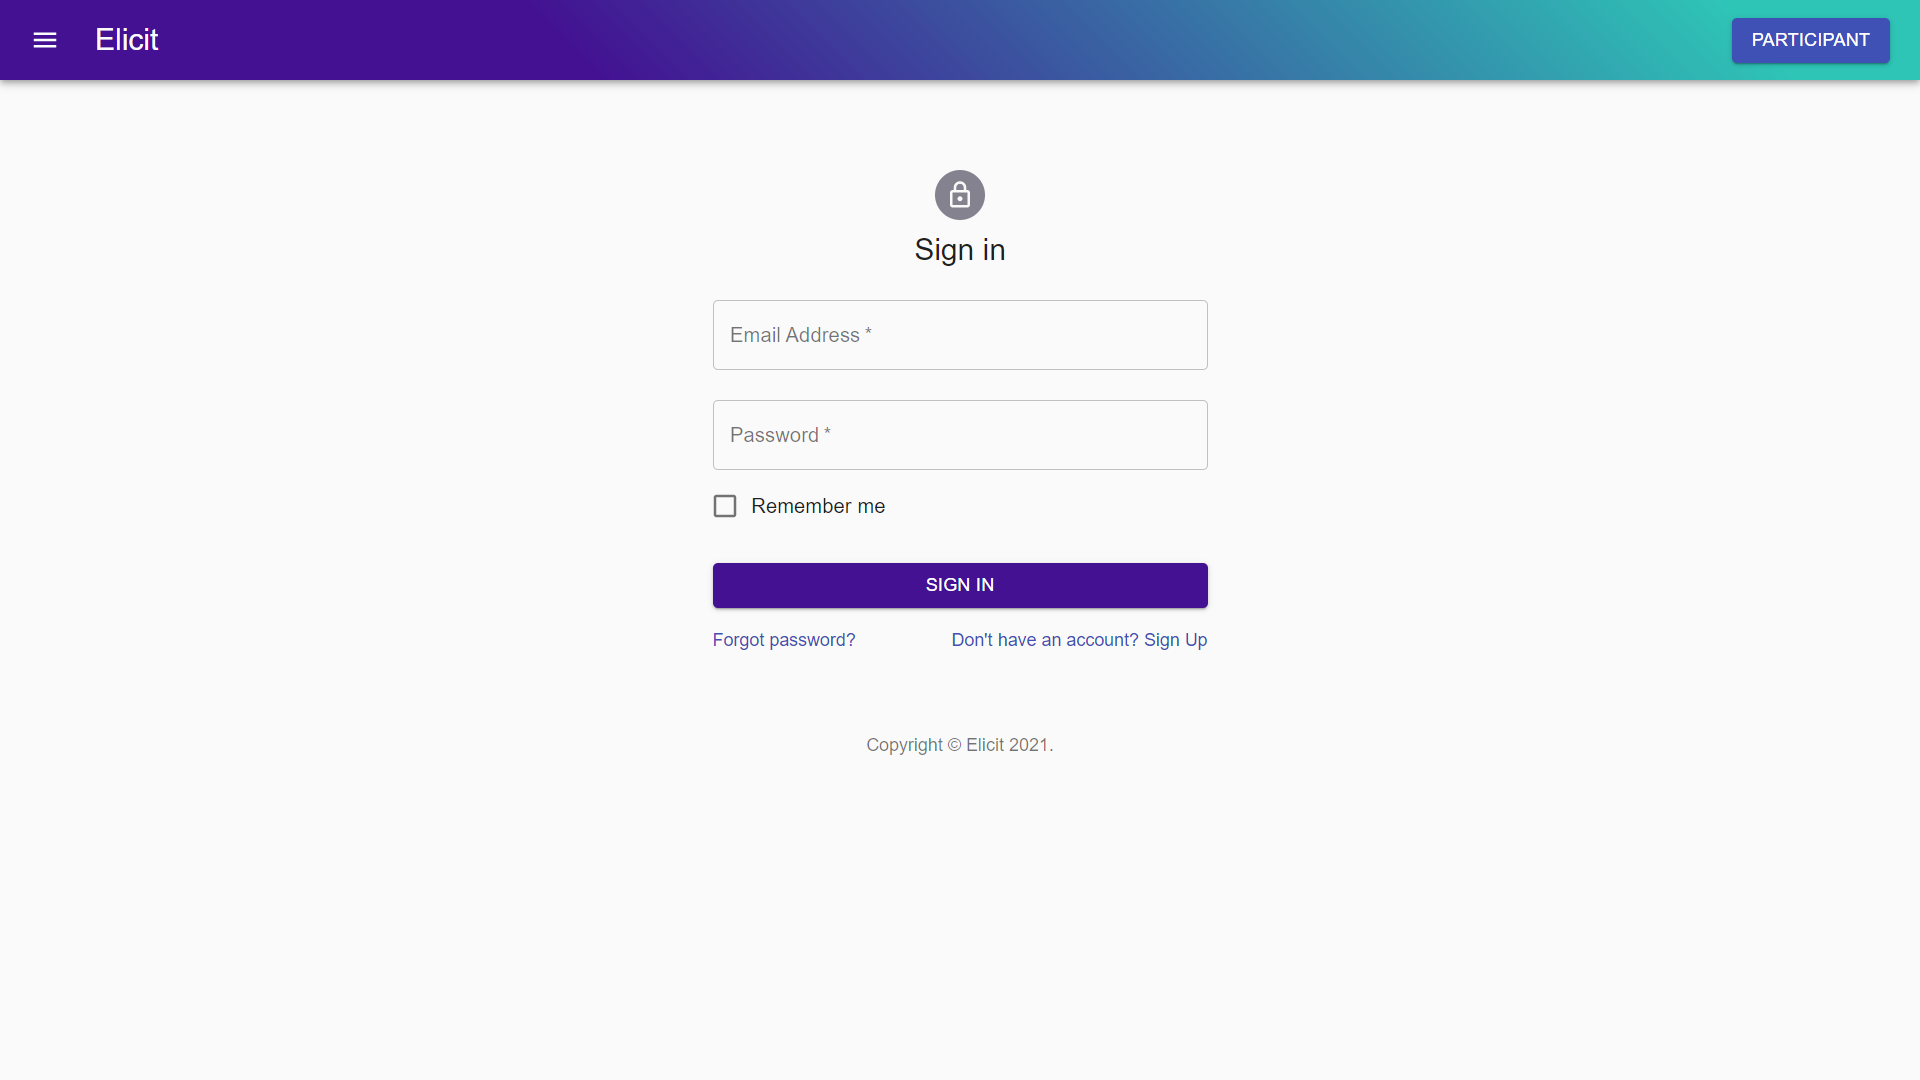 Elicit
PARTICIPANT
Sign in
Email Address *
Password *
Remember me
SIGN IN
Forgot password?
Don't have an account? Sign Up
Copyright © Elicit 2021.